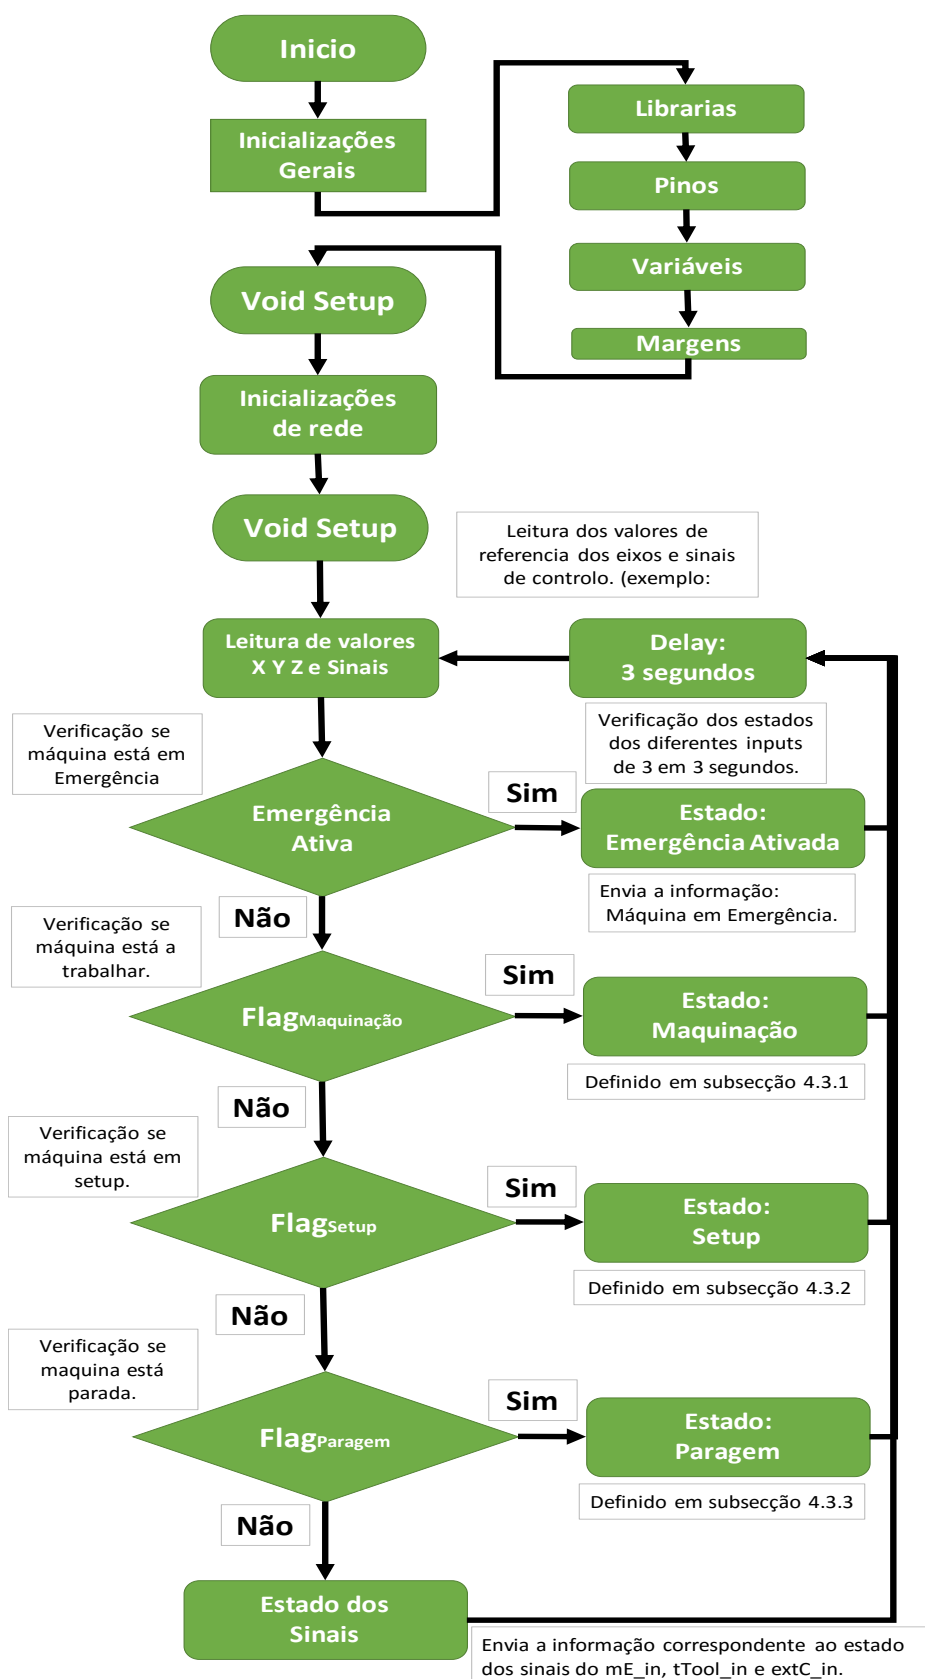 Inicio
Inicializações
Gerais
Librarias
Pinos
Variáveis
Margens
Void Setup
Inicializações
de rede
Void Setup
Leitura dos valores de
referencia dos eixos e sinais
de controlo. (exemplo:
Leitura de valores
X Y Z e Sinais
Delay:
3 segundos
Verificação se
máquina está em
Emergência
Verificação dos estados
dos diferentes inputs
de 3 em 3 segundos.
Emergência
Ativa
Sim
Estado:
Emergência Ativada
Envia a informação:
Máquina em Emergência.
Não
Verificação se
máquina está a
trabalhar.
FlagMaquinação
Sim
Estado:
Maquinação
Definido em subsecção 4.3.1
Não
Verificação se
máquina está em
setup.
FlagSetup
Sim
Estado:
Setup
Definido em subsecção 4.3.2
Não
Verificação se
maquina está
parada.
FlagParagem
Sim
Estado:
Paragem
Definido em subsecção 4.3.3
Não
Estado dos
Sinais
Envia a informação correspondente ao estado
dos sinais do mE_in, tTool_in e extC_in.